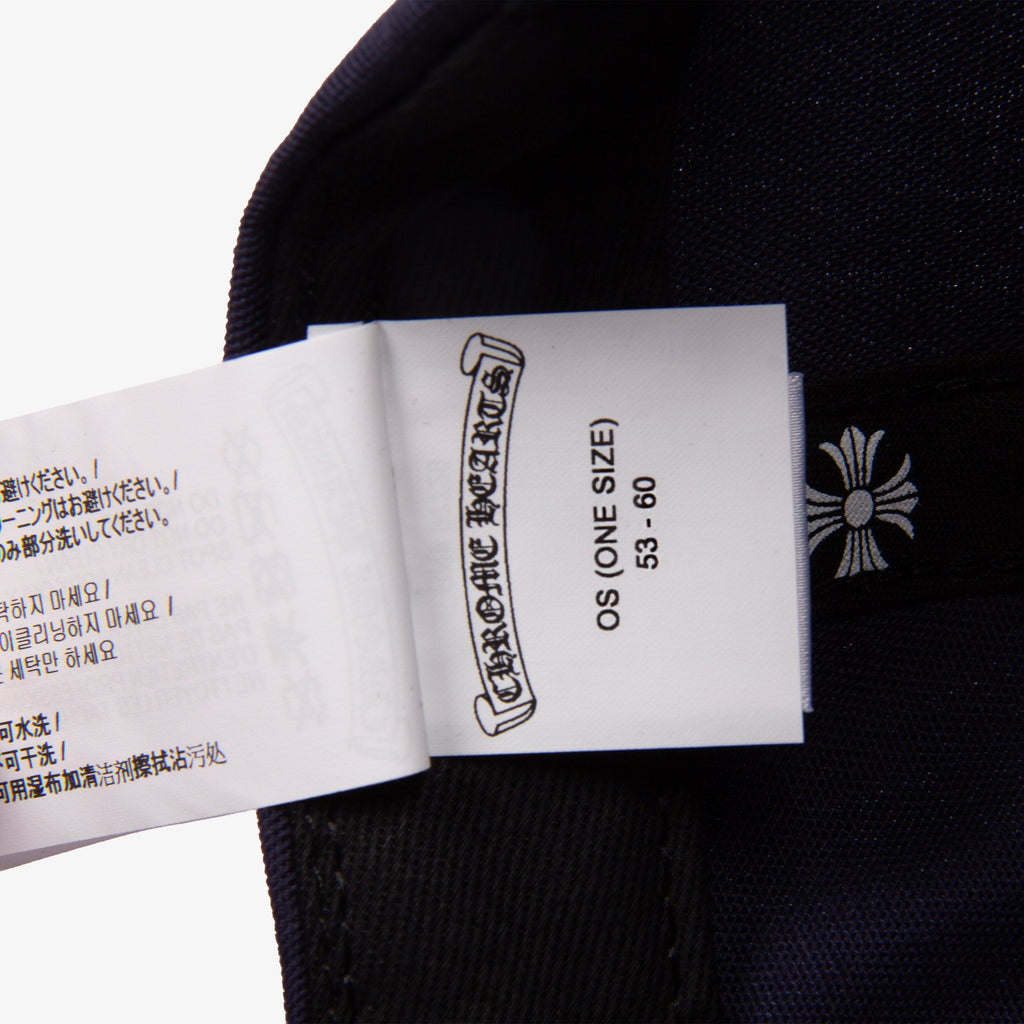 CHROME HEARTS
OS (ONE SIZE)
53 - 60
避けください。/
ーニングはお避けください。/
のみ部分洗いしてください。
탁하지 마세요 /
이클리닝하지 마세요 /
세탁만 하세요
可水洗 /
可干洗 /
可用湿布加清洁剂擦拭沾污处